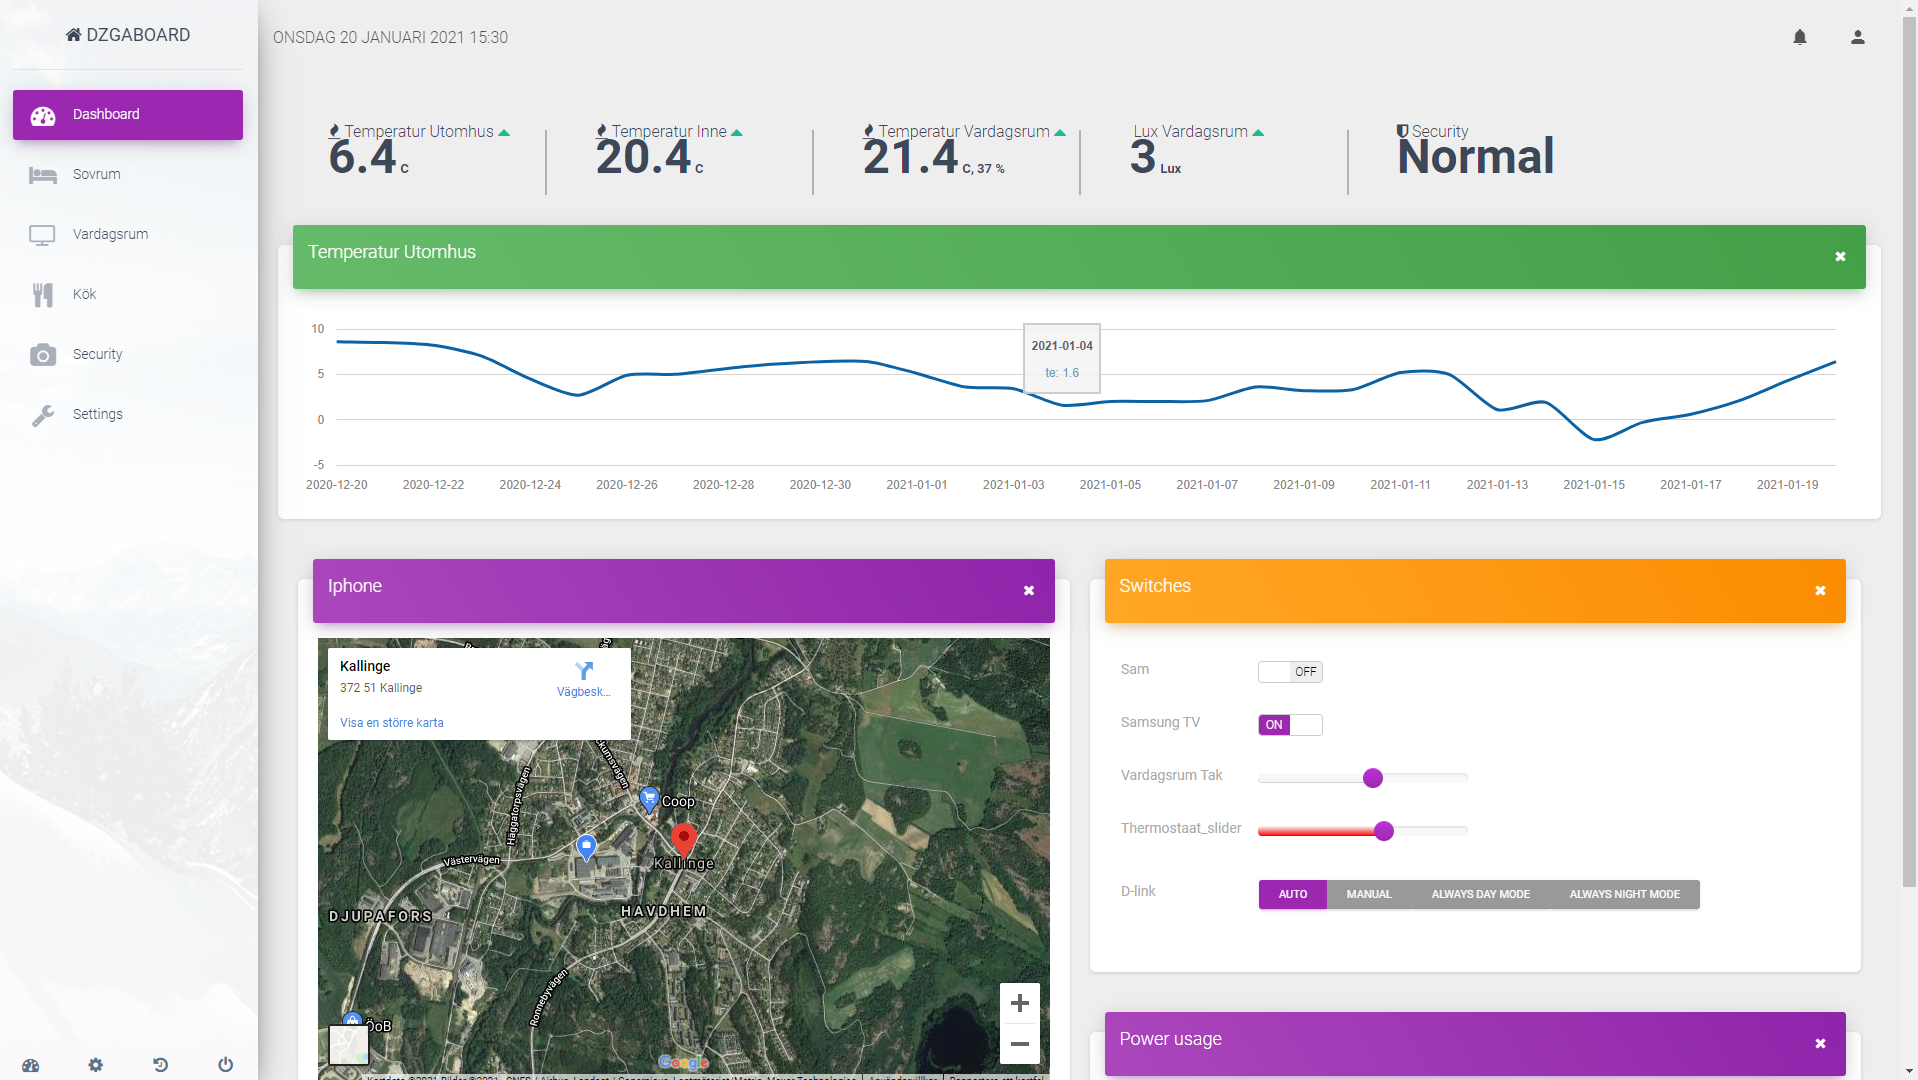 DZGABOARD
ONSDAG 20 JANUARI 2021 15:30
Dashboard
Sovrum
Vardagsrum
Kök
Security
Settings
Temperatur Utomhus
6.4 C
Temperatur Inne
20.4 C
Temperatur Vardagsrum
21.4 C, 37 %
Lux Vardagsrum
3 Lux
Security
Normal
Temperatur Utomhus
10
5
0
-5
2021-01-04
te: 1.6
2020-12-20 2020-12-22 2020-12-24 2020-12-26 2020-12-28 2020-12-30 2021-01-01 2021-01-03 2021-01-05 2021-01-07 2021-01-09 2021-01-11 2021-01-13 2021-01-15 2021-01-17 2021-01-19
Iphone
Kallinge
372 51 Kallinge
Vägbesk...
Visa en större karta
Häggatorpsvägen
Coop
Västervägen
Kallinge
HAVDHEM
DJUPAFORS
Ronnebyvägen
ÖoB
Google
Switches
Sam OFF
Samsung TV ON
Vardagsrum Tak
Thermostaat_slider
D-link AUTO MANUAL ALWAYS DAY MODE ALWAYS NIGHT MODE
Power usage